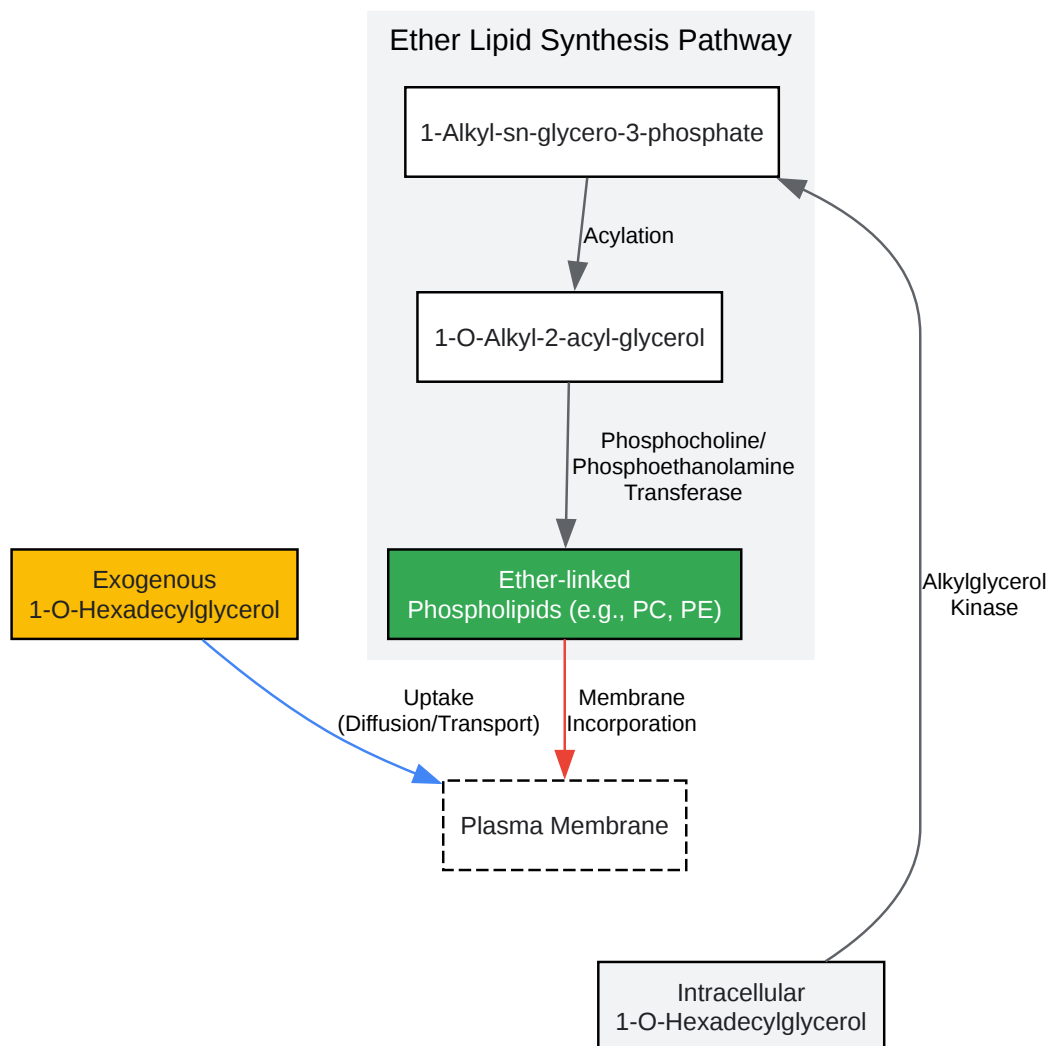 Ether Lipid Synthesis Pathway
1-Alkyl-sn-glycero-3-phosphate
Acylation
1-O-Alkyl-2-acyl-glycerol
Phosphocholine/
Phosphoethanolamine
Transferase
Exogenous
1-O-Hexadecylglycerol
Ether-linked
Phospholipids (e.g., PC, PE)
Alkylglycerol
Kinase
Uptake
(Diffusion/Transport)
Membrane
Incorporation
Plasma Membrane
Intracellular
1-O-Hexadecylglycerol